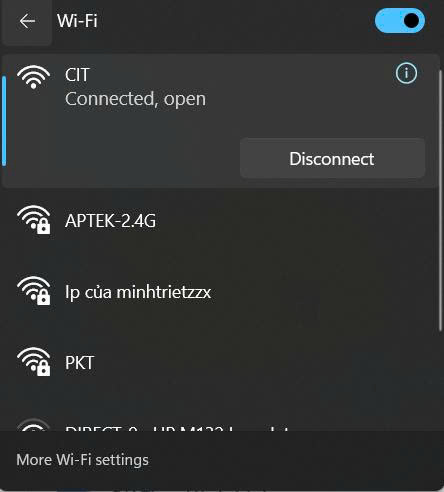 Wi-Fi
CIT
Connected, open
Disconnect
APTEK-2.4G
Ip của minhtrietzzx
PKT
More Wi-Fi settings